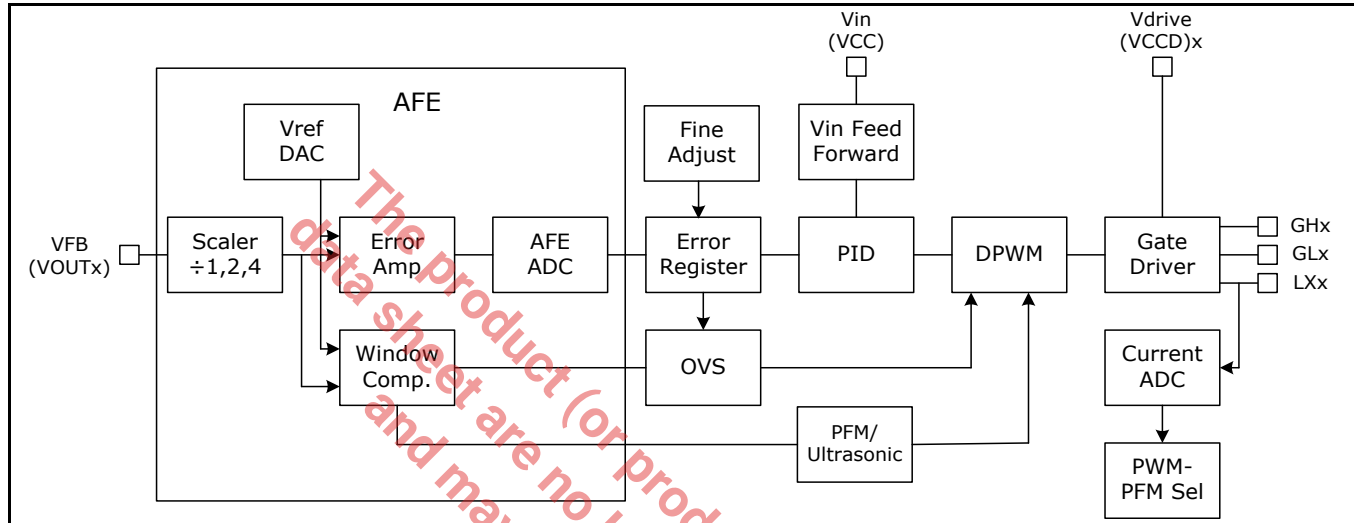 Vin
(VCC)
Vdrive
(VCCD)x
AFE
Vref
DAC
Fine
Adjust
Vin Feed
Forward
VFB
(VOUTx)
Scaler
÷1,2,4
Error
Amp
AFE
ADC
Error
Register
PID
DPWM
Gate
Driver
GHx
GLx
LXx
Window
Comp.
OVS
Current
ADC
PFM/
Ultrasonic
PWM-
PFM Sel
The product (or prod
data sheet are no
and may